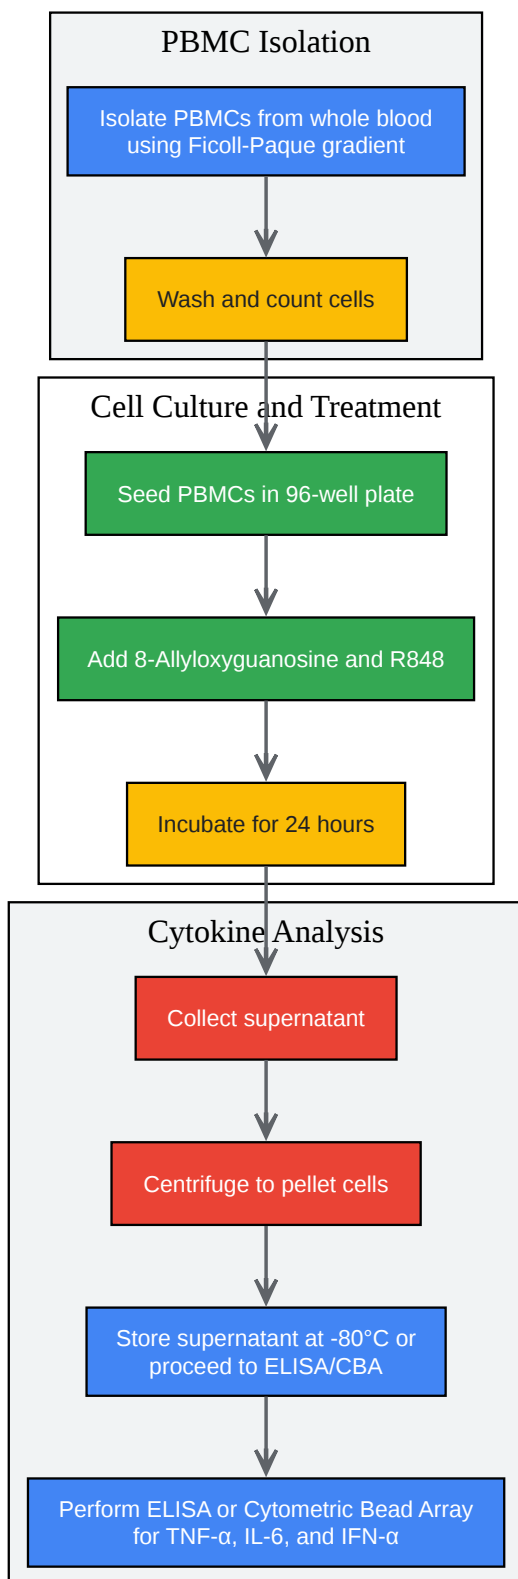 PBMC Isolation
Isolate PBMCs from whole blood
using Ficoll-Paque gradient
Wash and count cells
Cell Culture and Treatment
Seed PBMCs in 96-well plate
Add 8-Allyloxyguanosine and R848
Incubate for 24 hours
Cytokine Analysis
Collect supernatant
Centrifuge to pellet cells
Store supernatant at -80°C or
proceed to ELISA/CBA
Perform ELISA or Cytometric Bead Array
for TNF-α, IL-6, and IFN-α